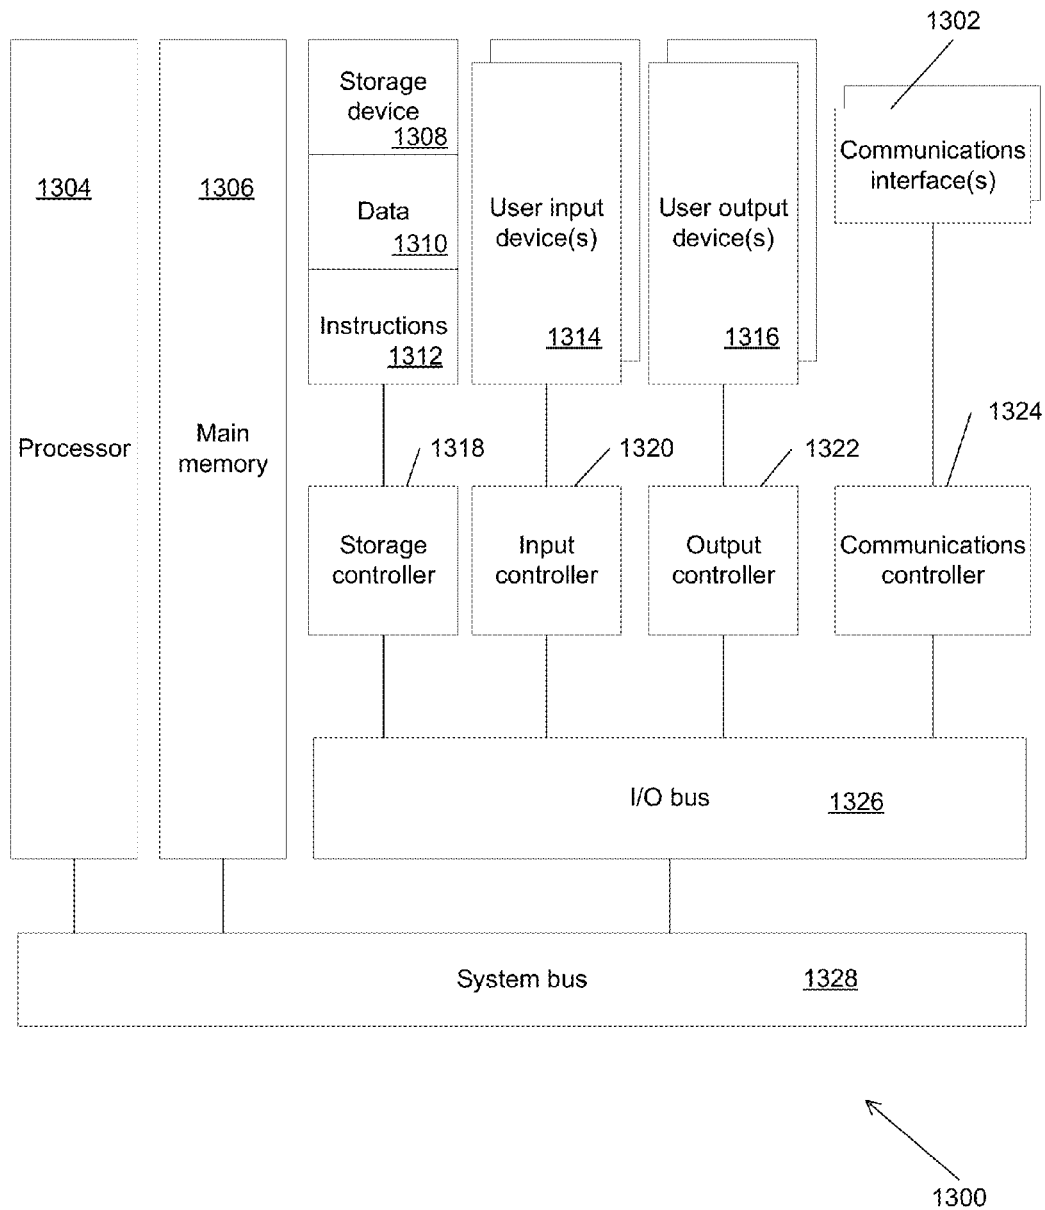 1302
Storage
device
1308
Communications
interface(s)
1304
1306
Data
1310
User input
device(s)
User output
device(s)
Instructions
1312
1314
1316
1324
Processor
Main
memory
1318
1320
1322
Storage
controller
Input
controller
Output
controller
Communications
controller
I/O bus
1326
System bus
1328
1300